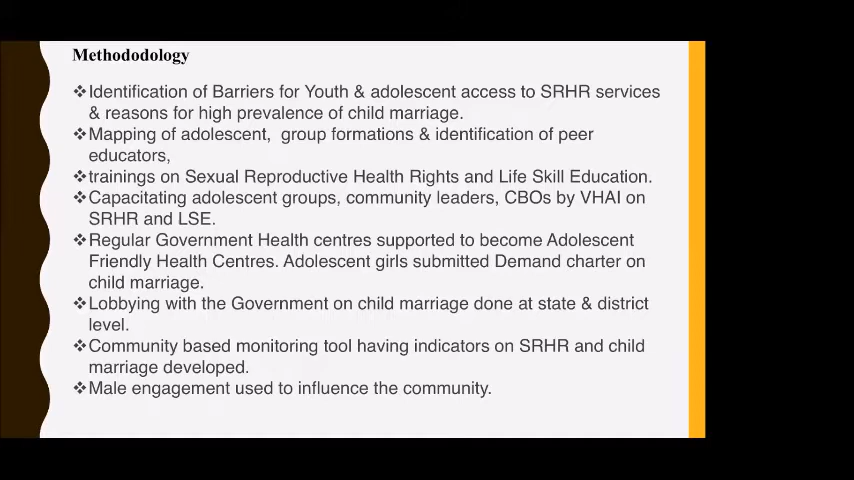 Methododology
❖Identification of Barriers for Youth & adolescent access to SRHR services
& reasons for high prevalence of child marriage.
❖Mapping of adolescent, group formations & identification of peer
educators,
❖trainings on Sexual Reproductive Health Rights and Life Skill Education.
❖Capacitating adolescent groups, community leaders, CBOs by VHAI on
SRHR and LSE.
❖Regular Government Health centres supported to become Adolescent
Friendly Health Centres. Adolescent girls submitted Demand charter on
child marriage.
❖Lobbying with the Government on child marriage done at state & district
level.
❖Community based monitoring tool having indicators on SRHR and child
marriage developed.
❖Male engagement used to influence the community.